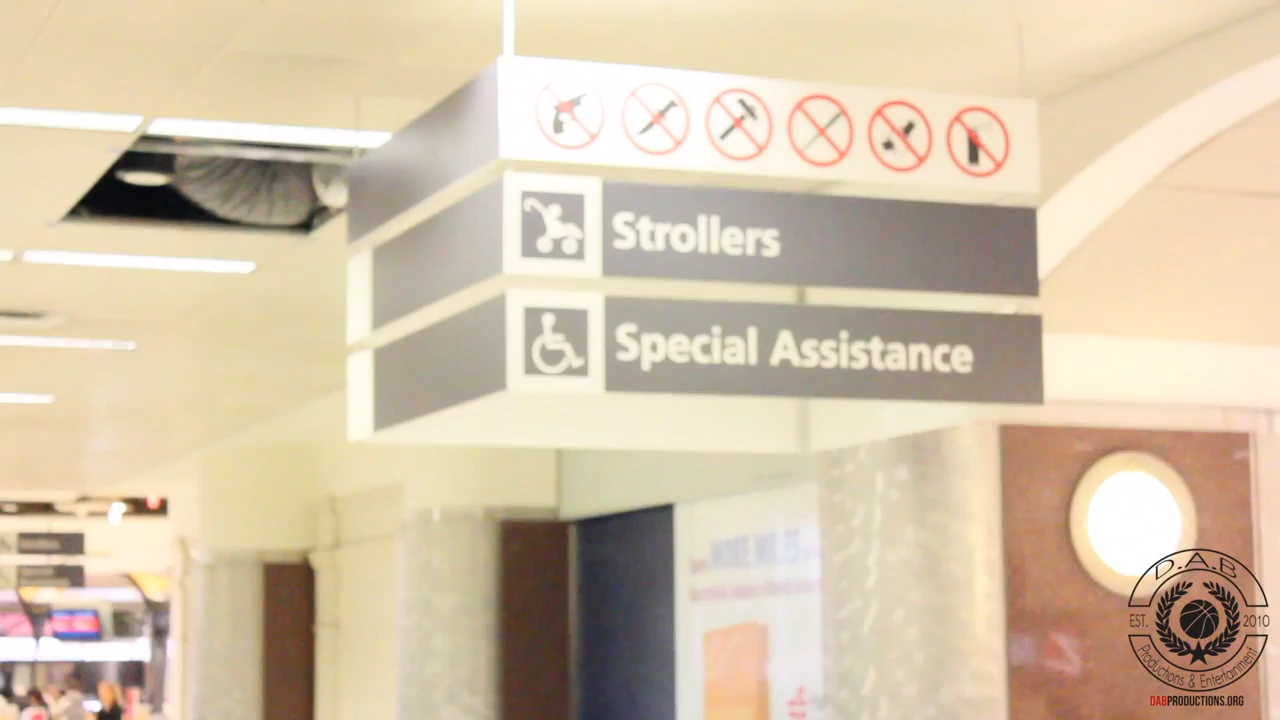 Strollers
Special Assistance
D.A.B
EST. 2010
Productions & Entertainment
DABPRODUCTIONS.ORG